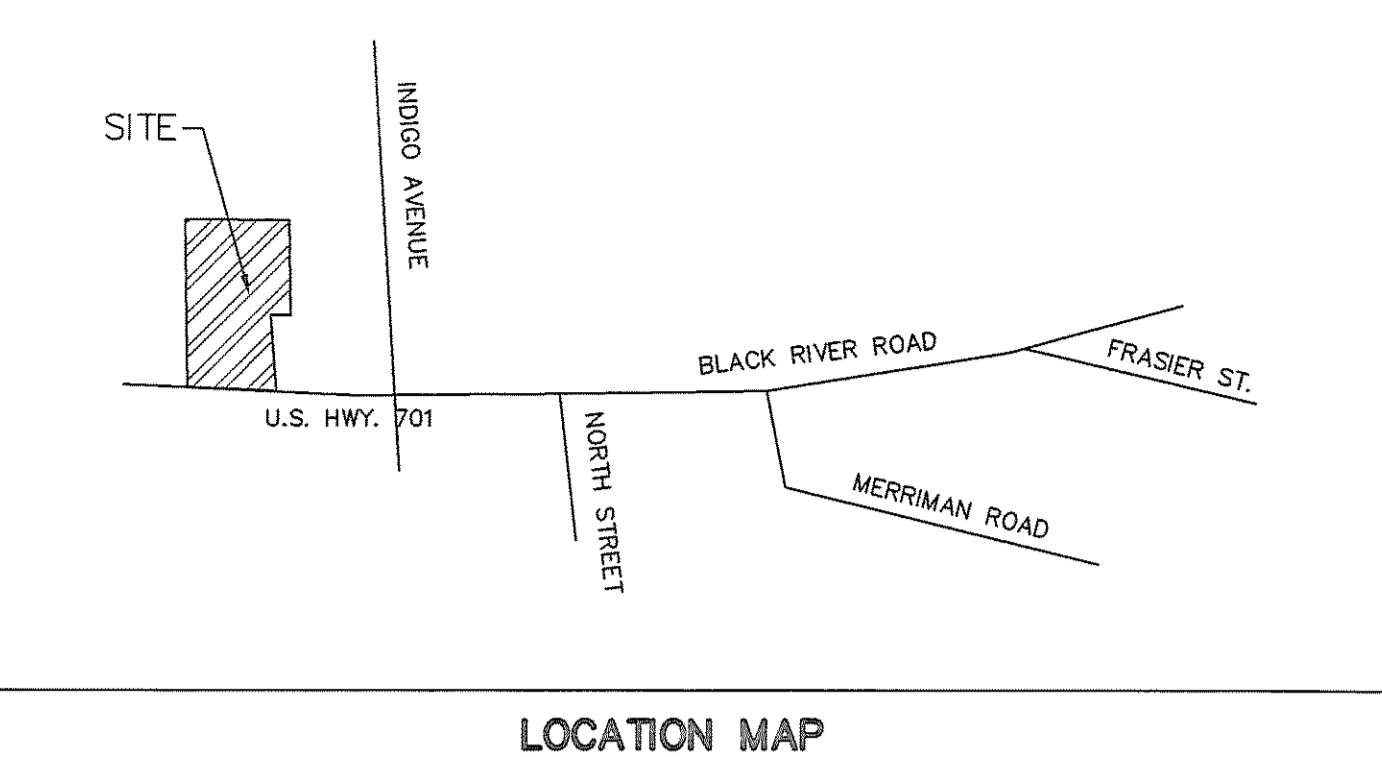 SITE
INDIGO AVENUE
BLACK RIVER ROAD
FRASIER ST.
U.S. HWY. 701
NORTH STREET
MERRIMAN ROAD
LOCATION MAP